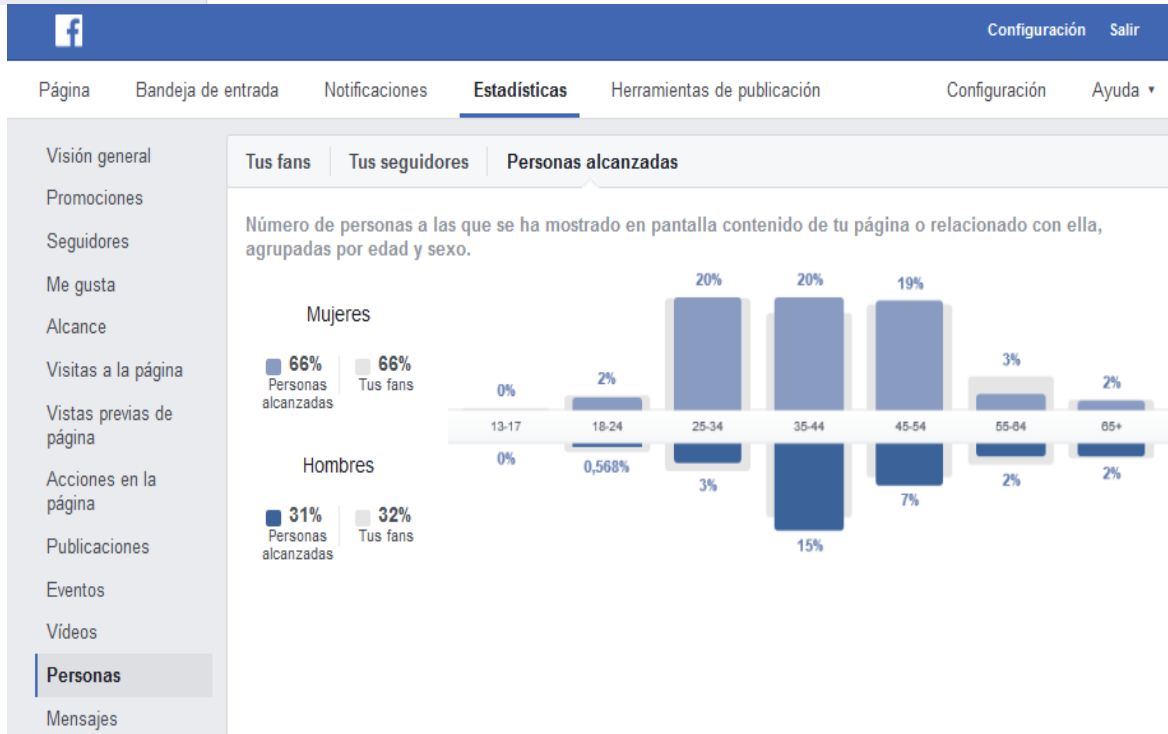 f
Configuración Salir
Página Bandeja de entrada Notificaciones Estadísticas Herramientas de publicación Configuración Ayuda
Visión general
Promociones
Seguidores
Me gusta
Alcance
Visitas a la página
Vistas previas de
página
Acciones en la
página
Publicaciones
Eventos
Vídeos
Personas
Mensajes
Tus fans Tus seguidores Personas alcanzadas
Número de personas a las que se ha mostrado en pantalla contenido de tu página o relacionado con ella,
agrupadas por edad y sexo.
Mujeres
66% 66%
Personas Tus fans
alcanzadas
0% 2% 20% 20% 19% 3% 2%
13-17 18-24 25-34 35-44 45-54 55-64 65+
0% 0,568% 3% 15% 7% 2% 2%
Hombres
31% 32%
Personas Tus fans
alcanzadas